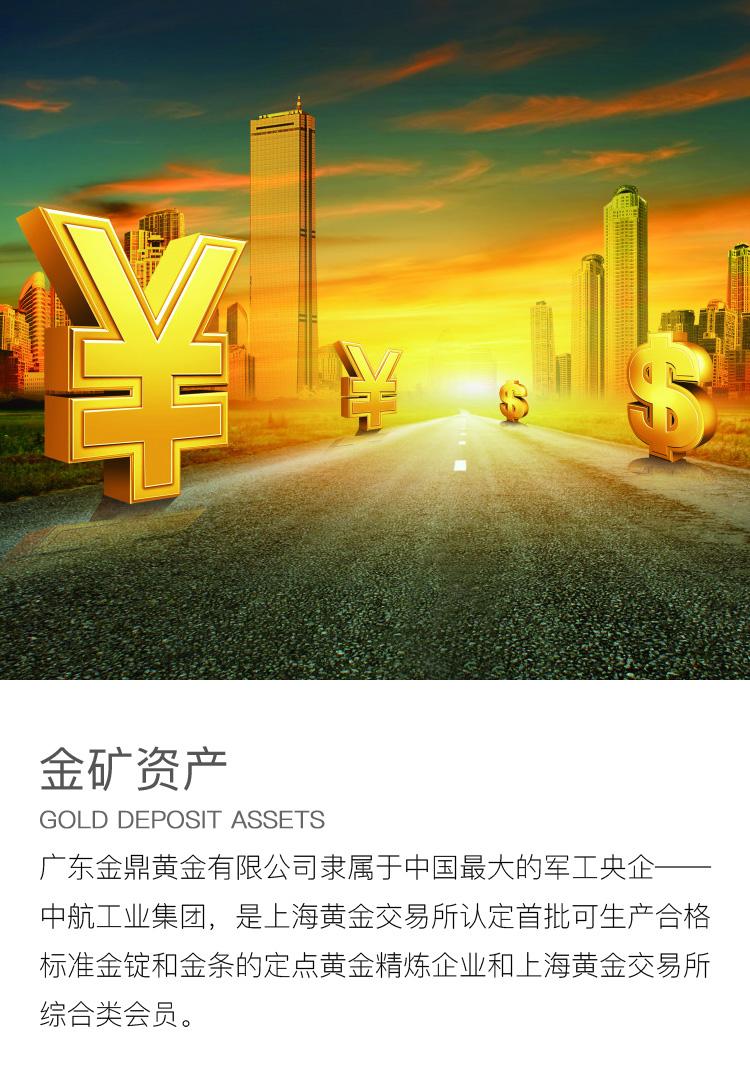 金矿资产
GOLD DEPOSIT ASSETS
广东金鼎黄金有限公司隶属于中国最大的军工央企——
中航工业集团，是上海黄金交易所认定首批可生产合格
标准金锭和金条的定点黄金精炼企业和上海黄金交易所
综合类会员。